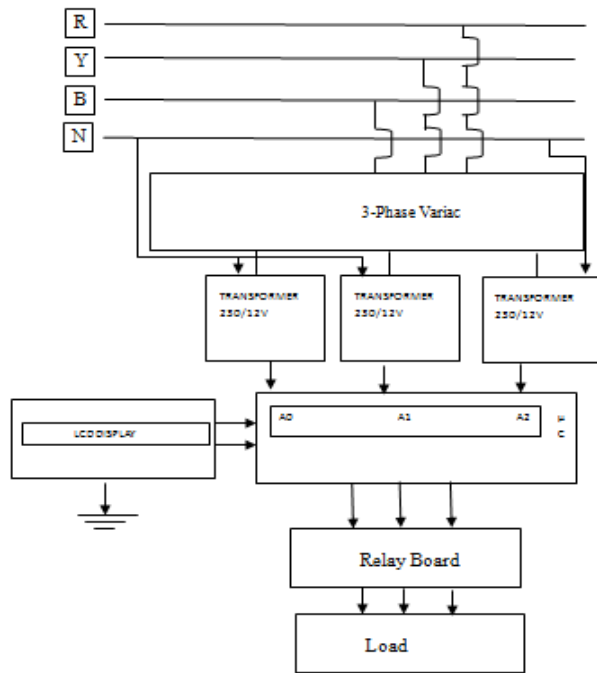 R
Y
B
N
3-Phase Variac
TRANSFORMER
230/12V
TRANSFORMER
230/12V
TRANSFORMER
230/12V
A0 A1 A2
μ
C
LCD DISPLAY
Relay Board
Load